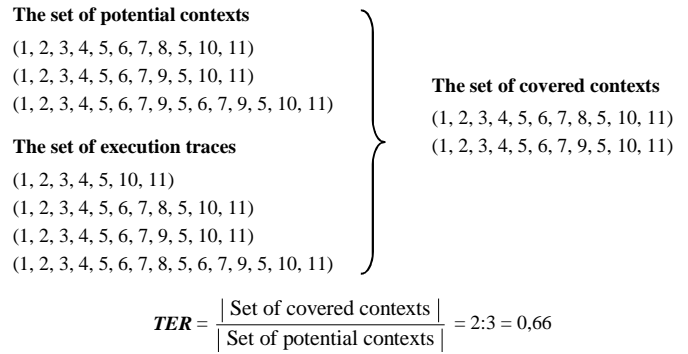 The set of potential contexts
(1, 2, 3, 4, 5, 6, 7, 8, 5, 10, 11)
(1, 2, 3, 4, 5, 6, 7, 9, 5, 10, 11)
(1, 2, 3, 4, 5, 6, 7, 9, 5, 6, 7, 9, 5, 10, 11)
The set of execution traces
(1, 2, 3, 4, 5, 10, 11)
(1, 2, 3, 4, 5, 6, 7, 8, 5, 10, 11)
(1, 2, 3, 4, 5, 6, 7, 9, 5, 10, 11)
(1, 2, 3, 4, 5, 6, 7, 8, 5, 6, 7, 9, 5, 10, 11)
The set of covered contexts
(1, 2, 3, 4, 5, 6, 7, 8, 5, 10, 11)
(1, 2, 3, 4, 5, 6, 7, 9, 5, 10, 11)
TER = | Set of covered contexts | / | Set of potential contexts | = 2:3 = 0,66